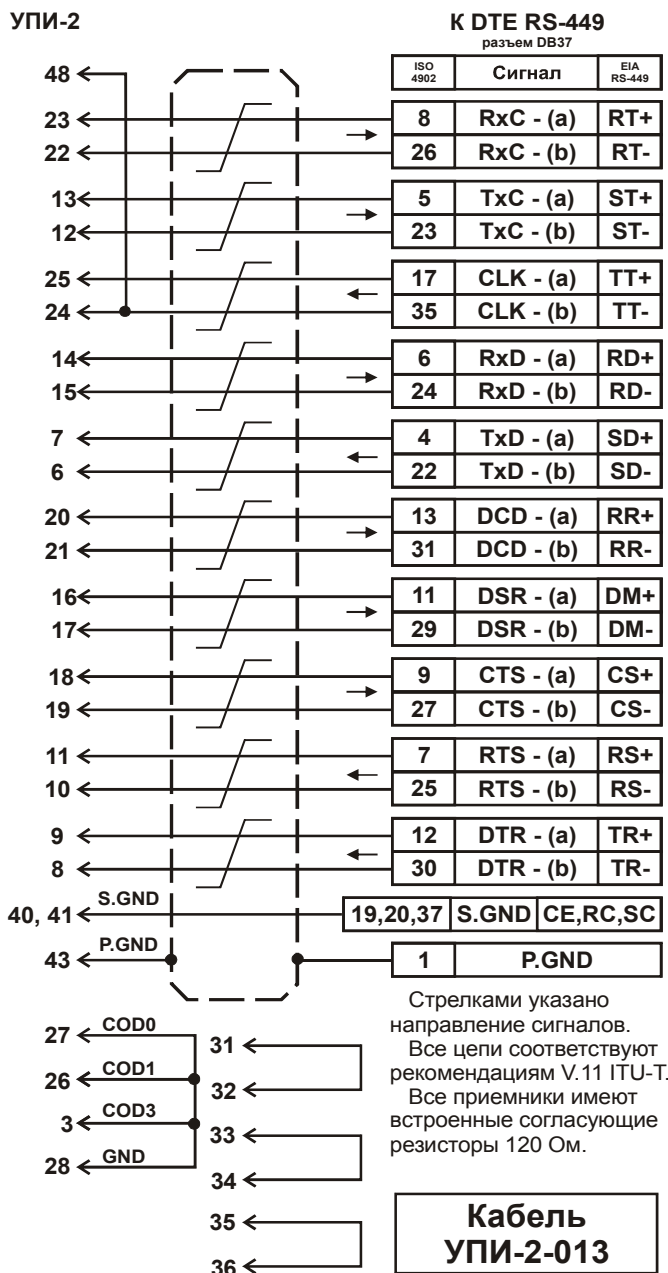 УПИ-2
К DTE RS-449
разъем DB37
48
ISO 4902 Сигнал EIA RS-449
23 8 RxC - (a) RT+
22 26 RxC - (b) RT-
13 5 TxC - (a) ST+
12 23 TxC - (b) ST-
25 17 CLK - (a) TT+
24 35 CLK - (b) TT-
14 6 RxD - (a) RD+
15 24 RxD - (b) RD-
7 4 TxD - (a) SD+
6 22 TxD - (b) SD-
20 13 DCD - (a) RR+
21 31 DCD - (b) RR-
16 11 DSR - (a) DM+
17 29 DSR - (b) DM-
18 9 CTS - (a) CS+
19 27 CTS - (b) CS-
11 7 RTS - (a) RS+
10 25 RTS - (b) RS-
9 12 DTR - (a) TR+
8 30 DTR - (b) TR-
40, 41 S.GND 19,20,37 S.GND CE,RC,SC
43 P.GND 1 P.GND
Стрелками указано
направление сигналов.
Все цепи соответствуют
рекомендациям V.11 ITU-T.
Все приемники имеют
встроенные согласующие
резисторы 120 Ом.
27 COD0
26 COD1
3 COD3
28 GND
31
32
33
34
35
36
Кабель
УПИ-2-013